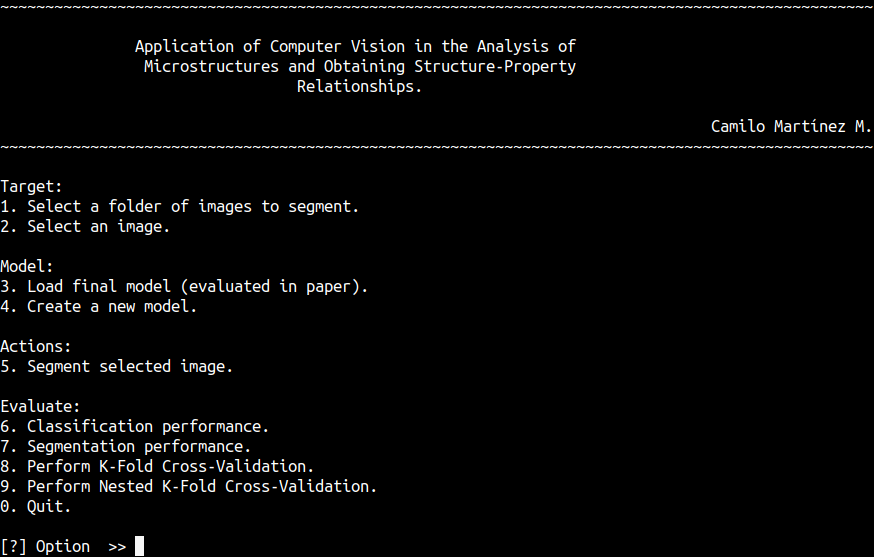 Application of Computer Vision in the Analysis of
Microstructures and Obtaining Structure-Property
Relationships.
Camilo Martínez M.
Target:
1. Select a folder of images to segment.
2. Select an image.
Model:
3. Load final model (evaluated in paper).
4. Create a new model.
Actions:
5. Segment selected image.
Evaluate:
6. Classification performance.
7. Segmentation performance.
8. Perform K-Fold Cross-Validation.
9. Perform Nested K-Fold Cross-Validation.
0. Quit.
[?] Option >>